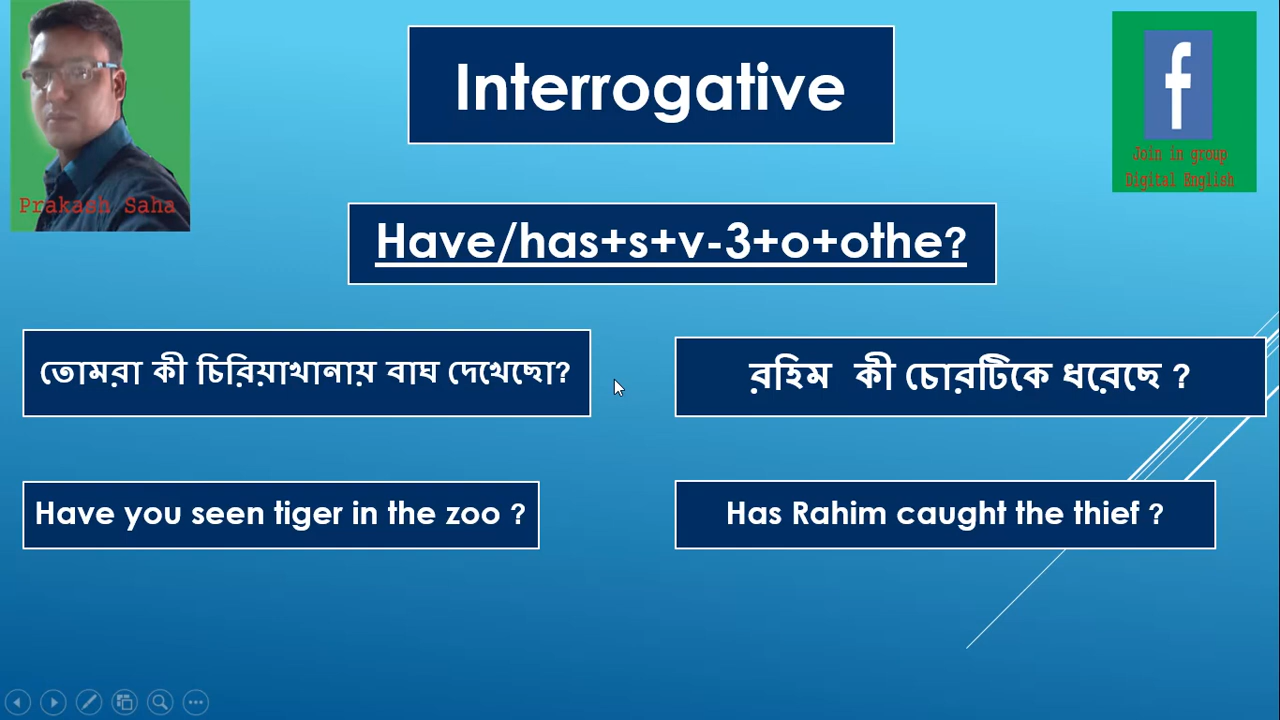 Interrogative
Prakash Saha
Join in group
Digital English
Have/has+s+v-3+o+othe?
তোমরা কী চিরিয়াখানায় বাঘ দেখেছো?
রহিম কী চোরটিকে ধরেছে ?
Have you seen tiger in the zoo ?
Has Rahim caught the thief ?